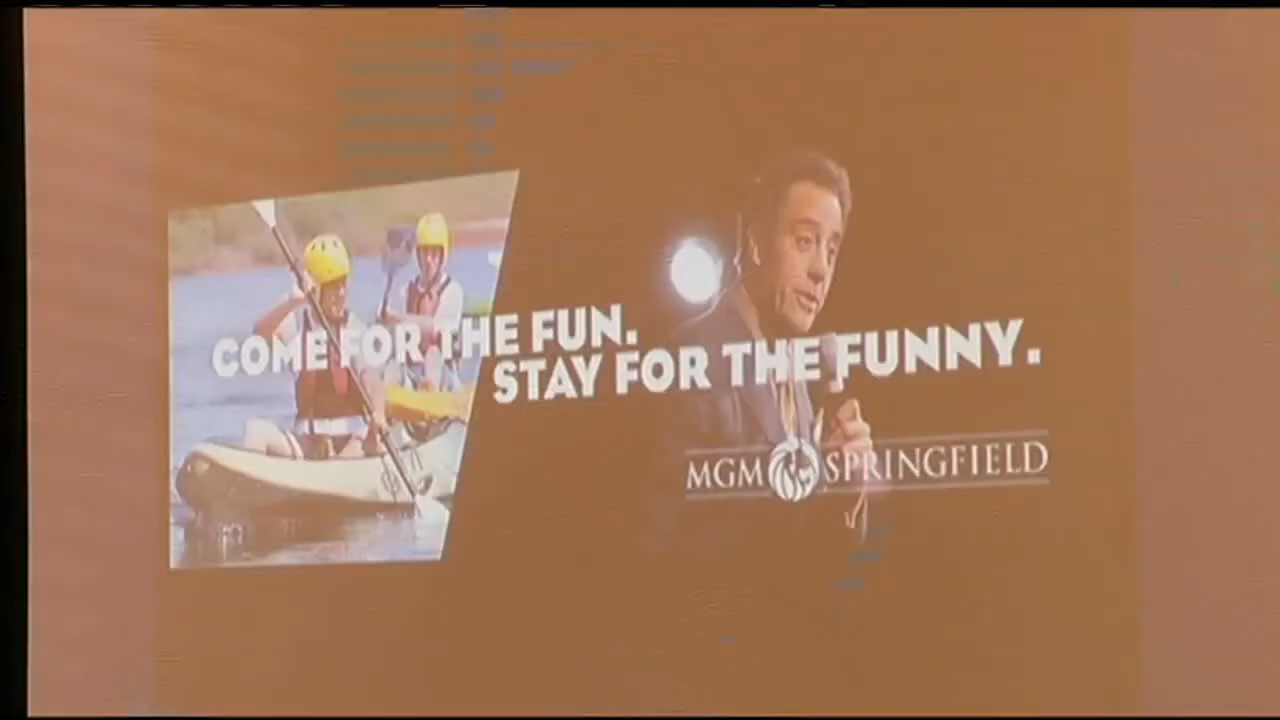 COME FOR THE FUN.
STAY FOR THE FUNNY.
MGM SPRINGFIELD